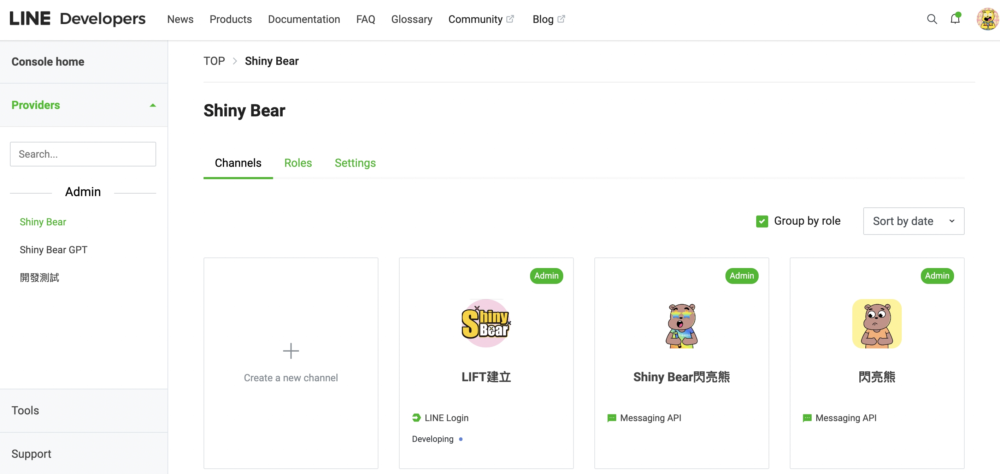 LINE Developers News Products Documentation FAQ Glossary Community Blog
Console home
Providers
Search...
Admin
Shiny Bear
Shiny Bear GPT
開發測試
Tools
Support
TOP > Shiny Bear
Shiny Bear
Channels Roles Settings
Group by role Sort by date
Create a new channel
Admin
Shiny
Bear
LIFT建立
LINE Login
Developing
Admin
Shiny Bear閃亮熊
Messaging API
Admin
閃亮熊
Messaging API